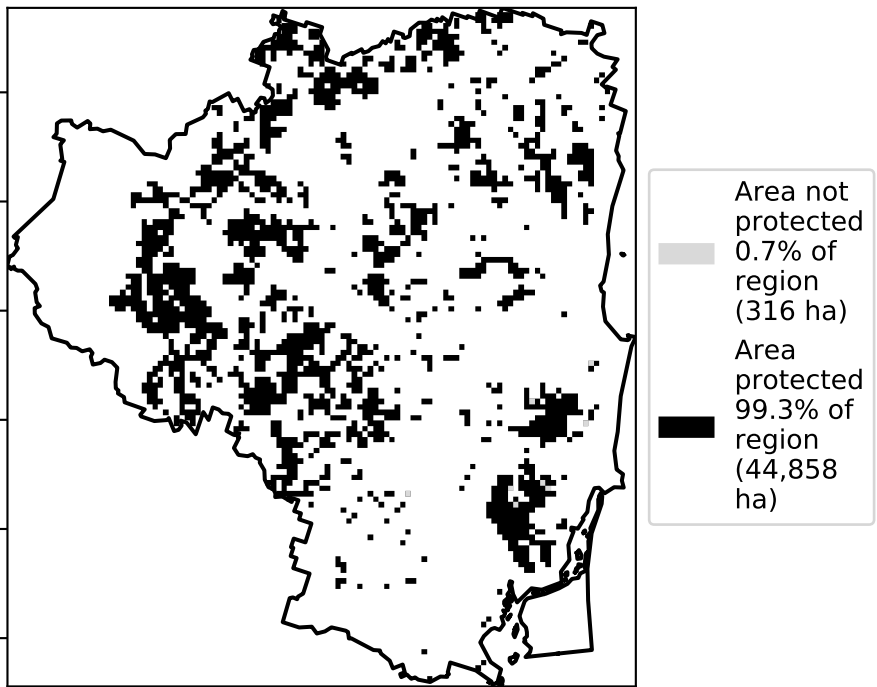 Area not
protected
0.7% of
region
(316 ha)
Area
protected
99.3% of
region
(44,858
ha)